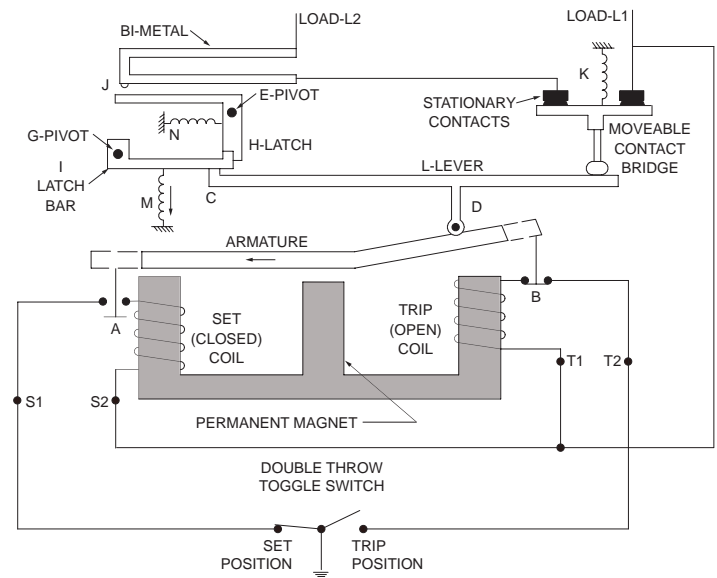 LOAD-L2
LOAD-L1
BI-METAL
K
J
E-PIVOT
STATIONARY
CONTACTS
N
G-PIVOT
H-LATCH
MOVEABLE
CONTACT
BRIDGE
I
LATCH
BAR
L-LEVER
M
C
D
ARMATURE
A
SET
(CLOSED)
COIL
TRIP
(OPEN)
COIL
B
T1
T2
S1
S2
PERMANENT MAGNET
DOUBLE THROW
TOGGLE SWITCH
SET
POSITION
TRIP
POSITION